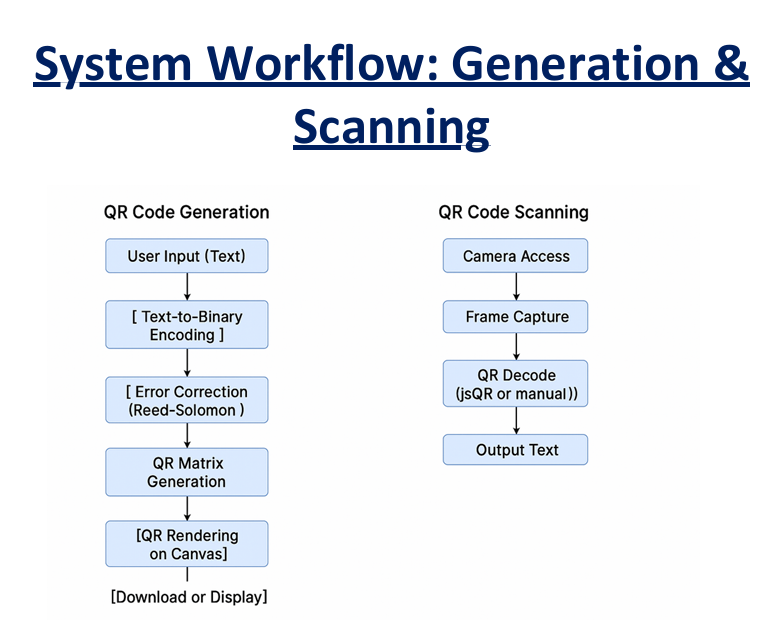 System Workflow: Generation &
Scanning
QR Code Generation
User Input (Text)
[ Text-to-Binary
Encoding ]
[ Error Correction
(Reed-Solomon )
QR Matrix
Generation
[QR Rendering
on Canvas]
[Download or Display]
QR Code Scanning
Camera Access
Frame Capture
QR Decode
(jsQR or manual))
Output Text